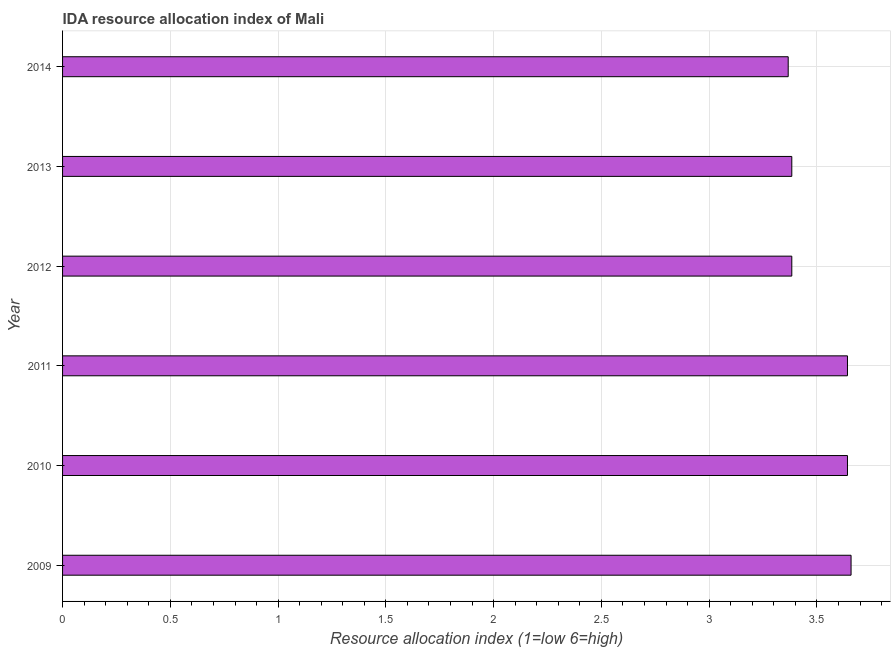 IDA resource allocation index of Mali
2014
2013
2012
2011
2010
2009
Year
0 0.5 1 1.5 2 2.5 3 3.5
Resource allocation index (1=low 6=high)